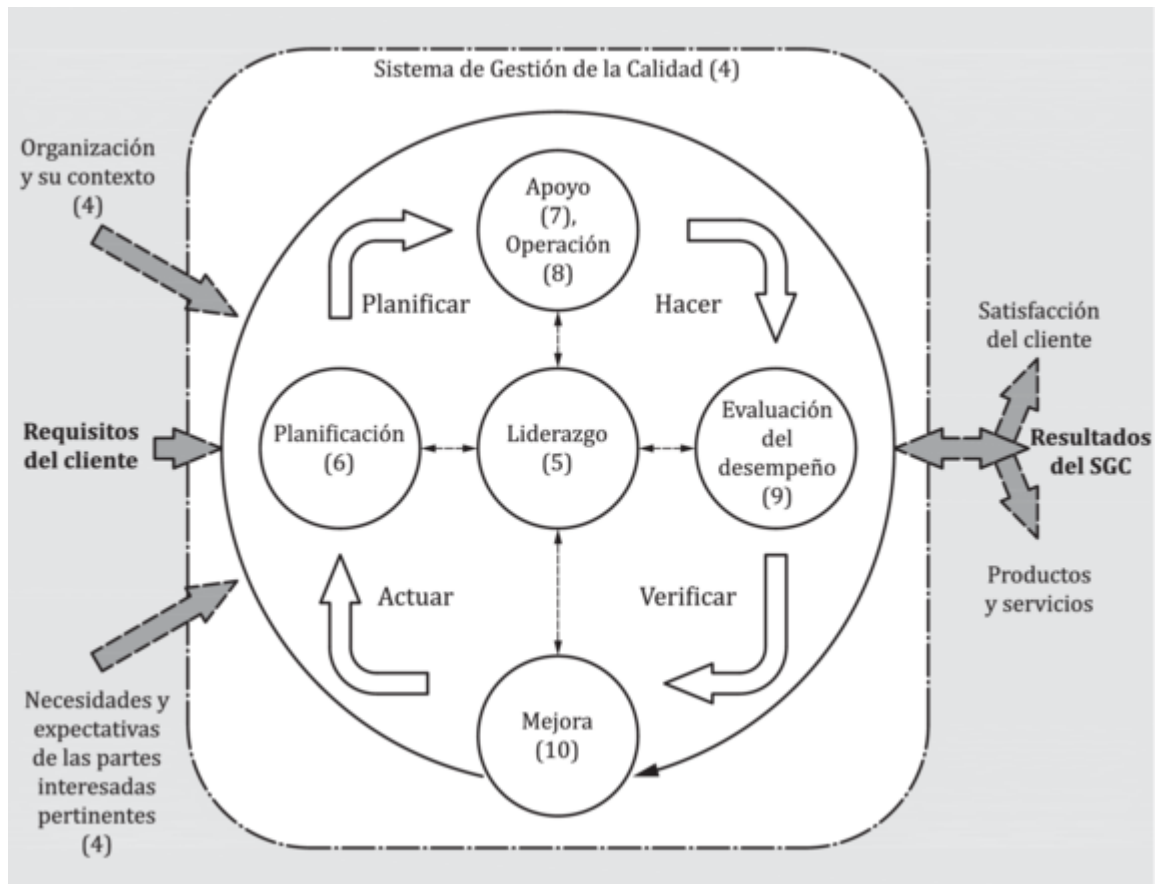 Sistema de Gestión de la Calidad (4)
Organización
y su contexto
(4)
Apoyo
(7),
Operación
(8)
Planificar
Hacer
Satisfacción
del cliente
Requisitos
del cliente
Planificación
(6)
Liderazgo
(5)
Evaluación
del
desempeño
(9)
Resultados
del SGC
Actuar
Verificar
Productos
y servicios
Necesidades y
expectativas
de las partes
interesadas
pertinentes
(4)
Mejora
(10)